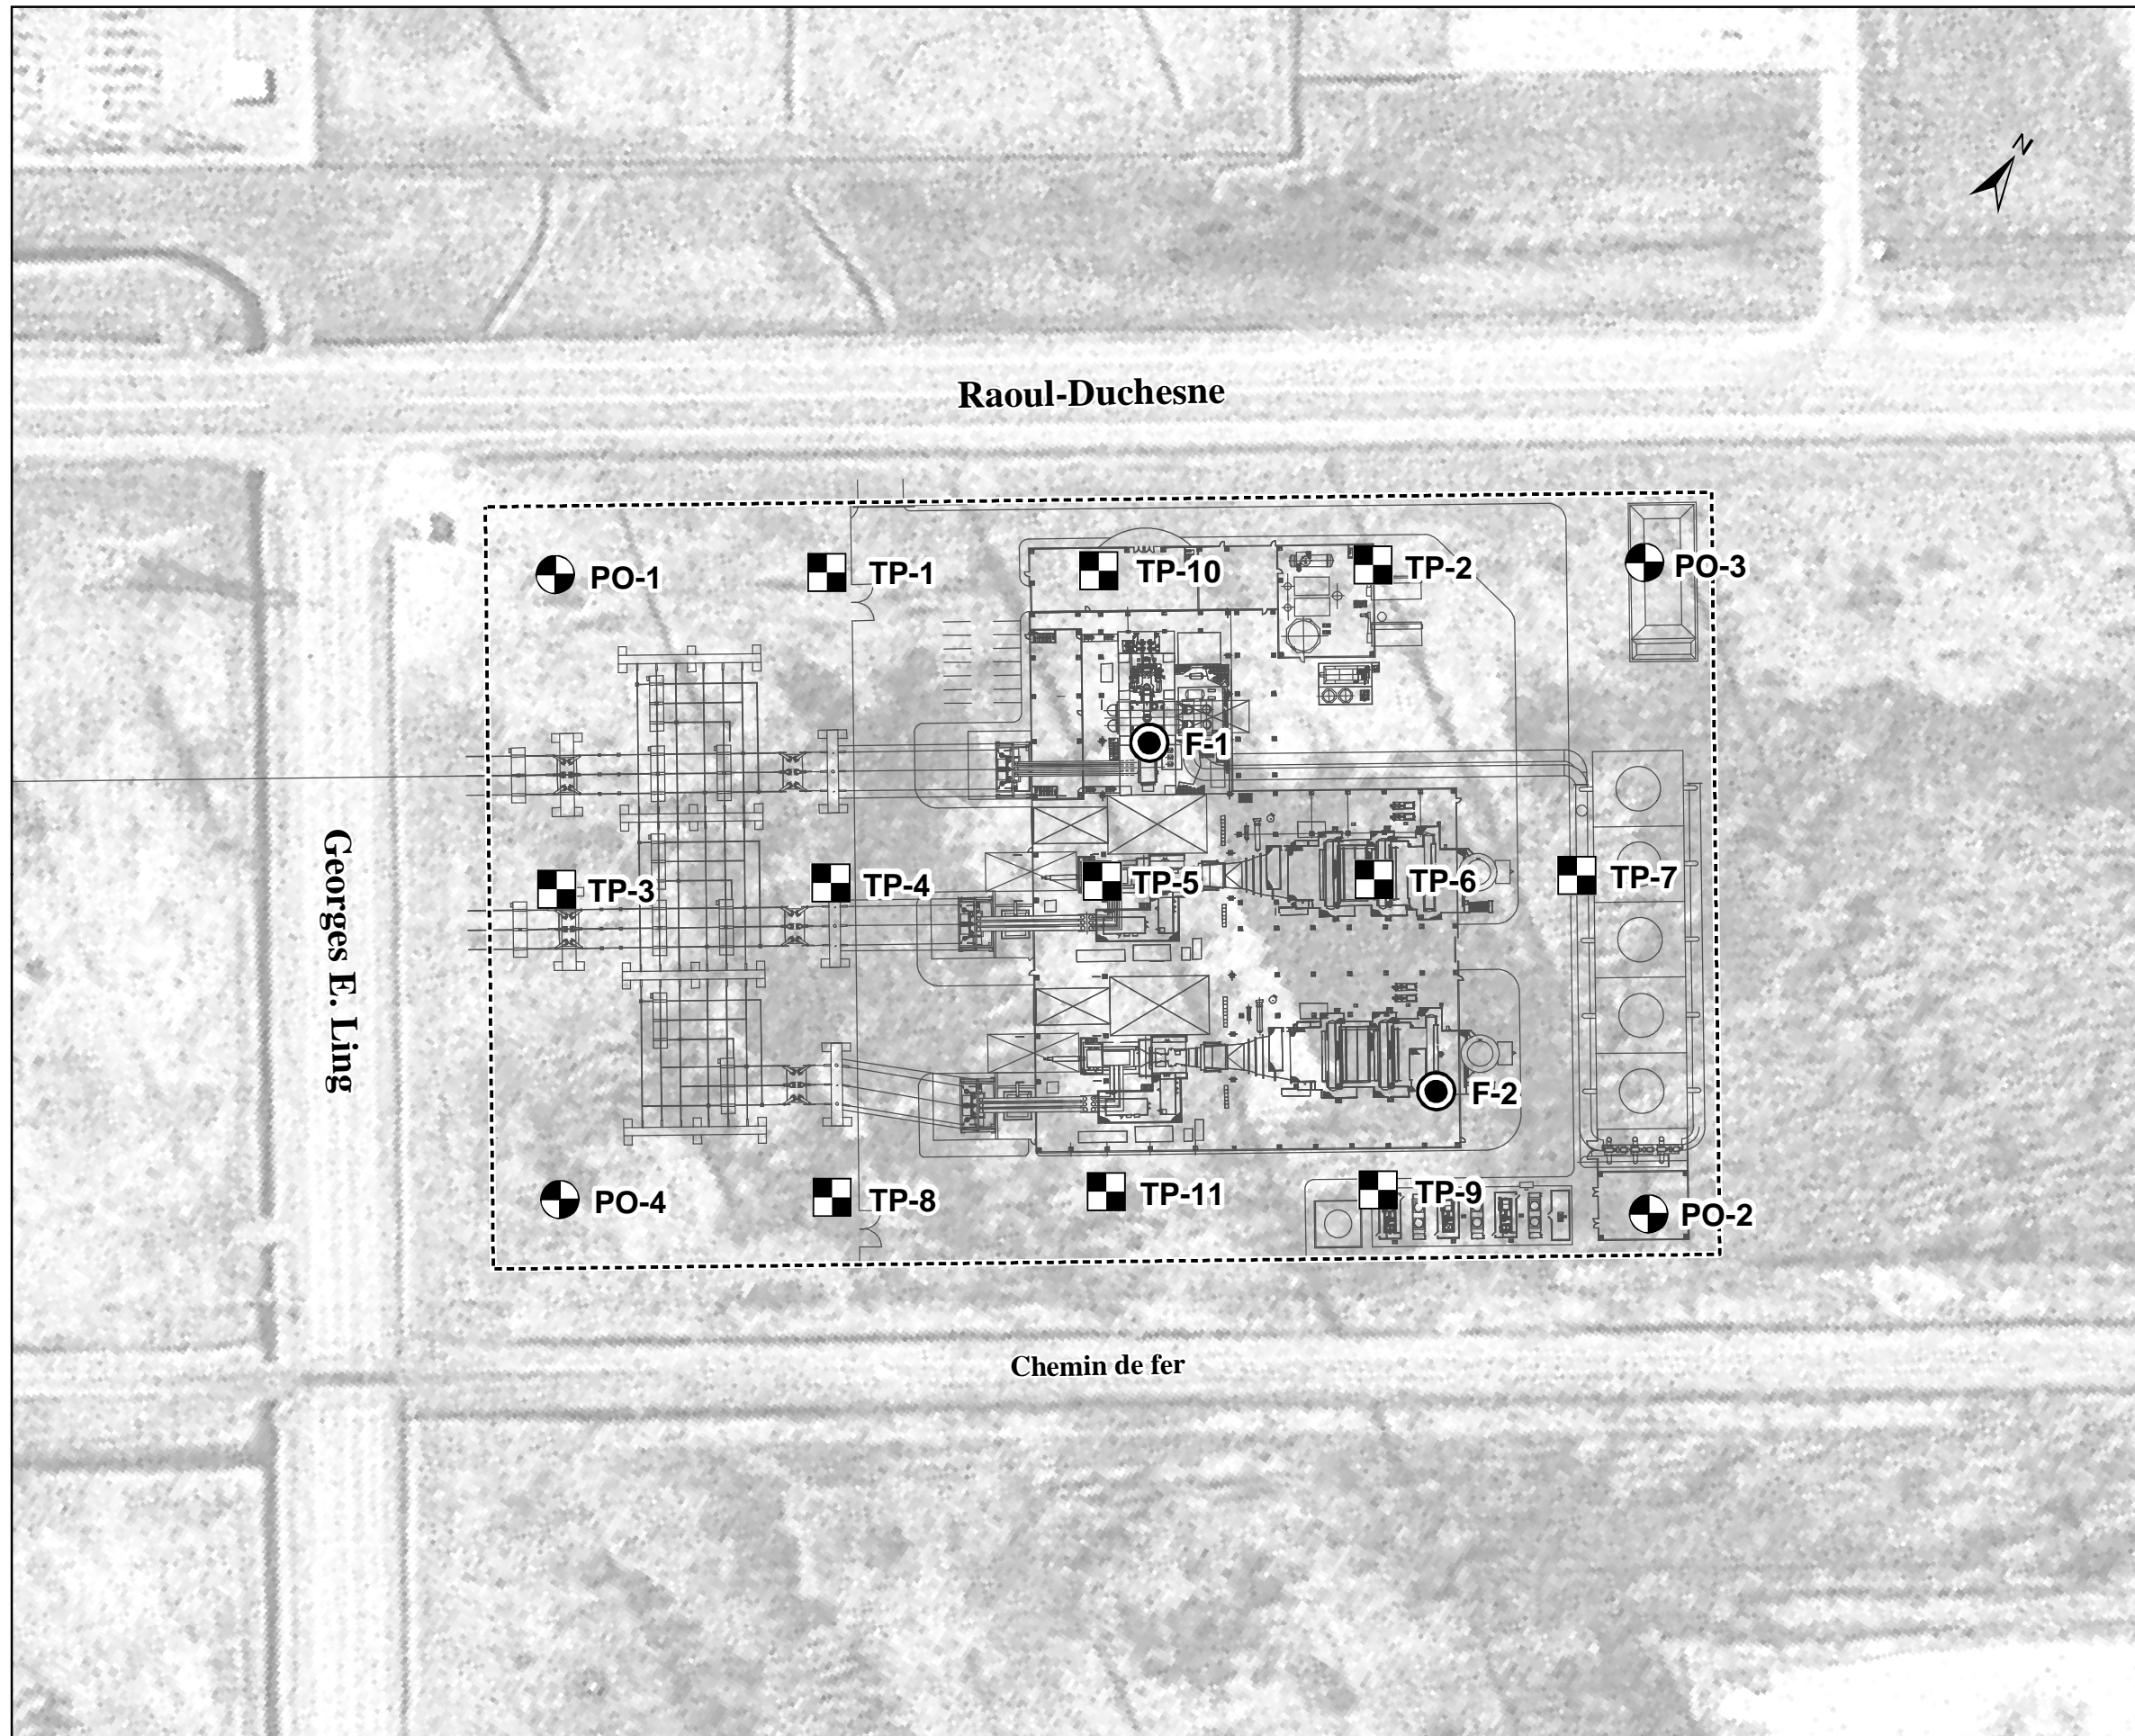 N
Raoul-Duchesne
PO-1
TP-1
TP-10
TP-2
PO-3
F-1
Georges E. Ling
TP-3
TP-4
TP-5
TP-6
TP-7
F-2
PO-4
TP-8
TP-11
TP-9
PO-2
Chemin de fer